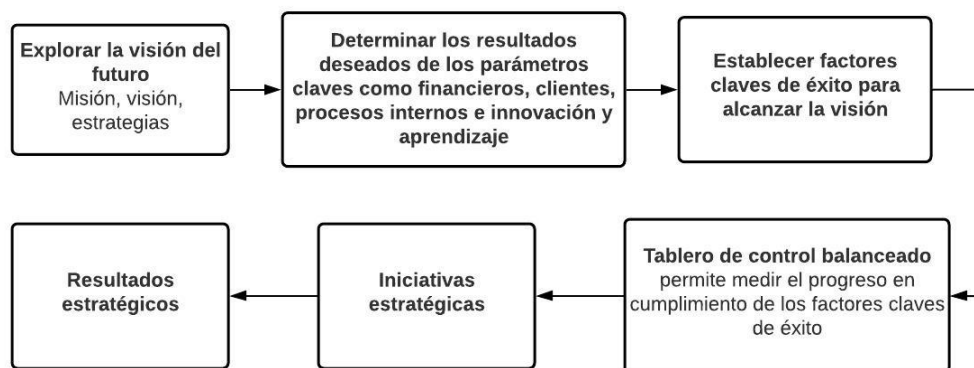 Explorar la visión del
futuro
Misión, visión,
estrategias
Determinar los resultados
deseados de los parámetros
claves como financieros, clientes,
procesos internos e innovación y
aprendizaje
Establecer factores
claves de éxito para
alcanzar la visión
Tablero de control balanceado
permite medir el progreso en
cumplimiento de los factores claves
de éxito
Iniciativas
estratégicas
Resultados
estratégicos